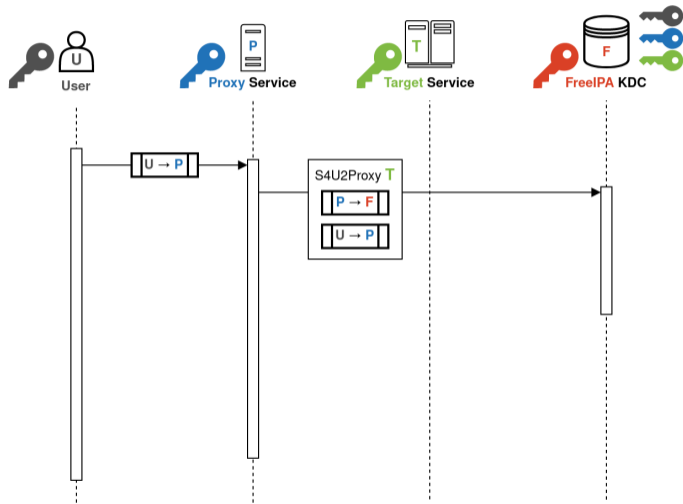 U
P
T
F
User
Proxy Service
Target Service
FreeIPA KDC
U → P
S4U2Proxy T
P → F
U → P